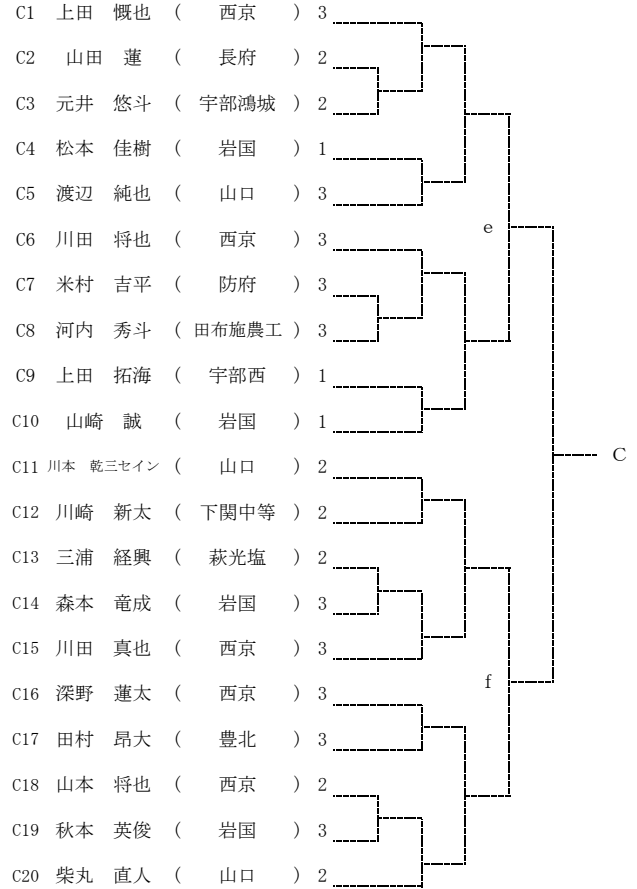 C1 上田 慨也 ( 西京 ) 3
C2 山田 蓮 ( 長府 ) 2
C3 元井 悠斗 ( 宇部鴻城 ) 2
C4 松本 佳樹 ( 岩国 ) 1
C5 渡辺 純也 ( 山口 ) 3
C6 川田 将也 ( 西京 ) 3
e
C7 米村 吉平 ( 防府 ) 3
C8 河内 秀斗 ( 田布施農工 ) 3
C9 上田 拓海 ( 宇部西 ) 1
C10 山崎 誠 ( 岩国 ) 1
C
C11 川本 乾三セイン ( 山口 ) 2
C12 川崎 新太 ( 下関中等 ) 2
C13 三浦 経興 ( 萩光塩 ) 2
C14 森本 竜成 ( 岩国 ) 3
C15 川田 真也 ( 西京 ) 3
C16 深野 蓮太 ( 西京 ) 3
f
C17 田村 昂大 ( 豊北 ) 3
C18 山本 将也 ( 西京 ) 2
C19 秋本 英俊 ( 岩国 ) 3
C20 柴丸 直人 ( 山口 ) 2